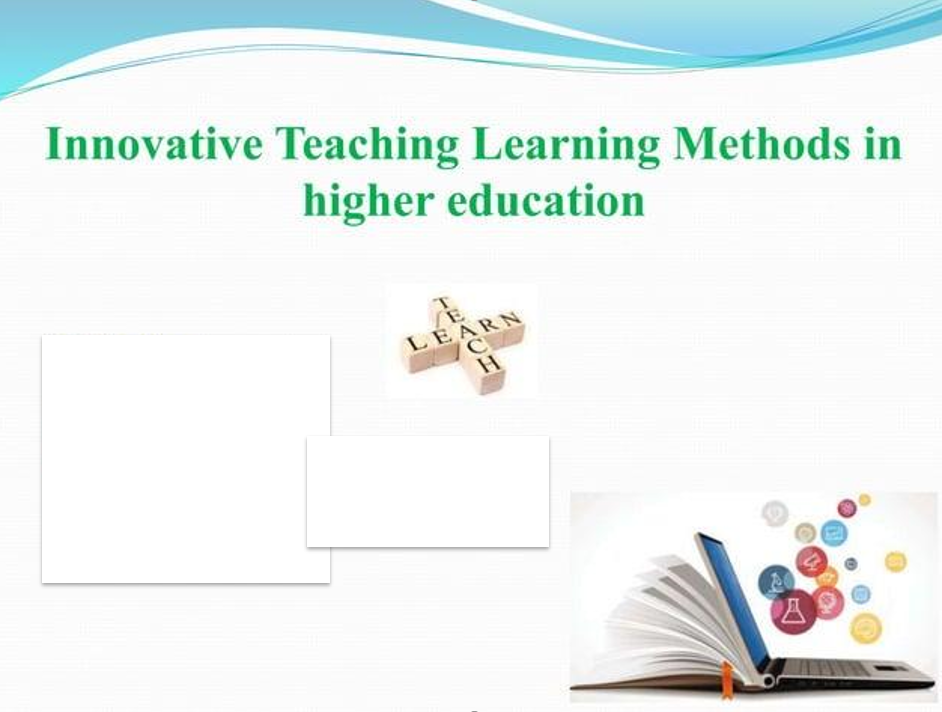 Innovative Teaching Learning Methods in
higher education
TEACH
LEARN